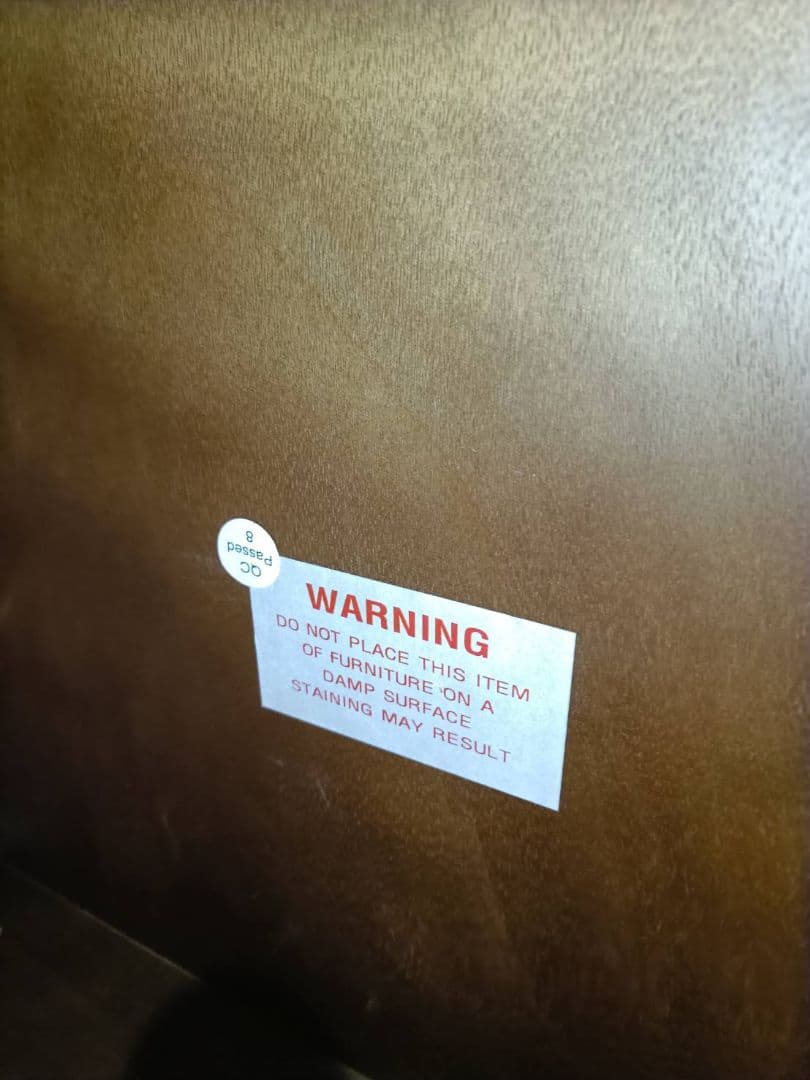 QC
Passed
8
WARNING
DO NOT PLACE THIS ITEM
OF FURNITURE ON A
DAMP SURFACE
STAINING MAY RESULT